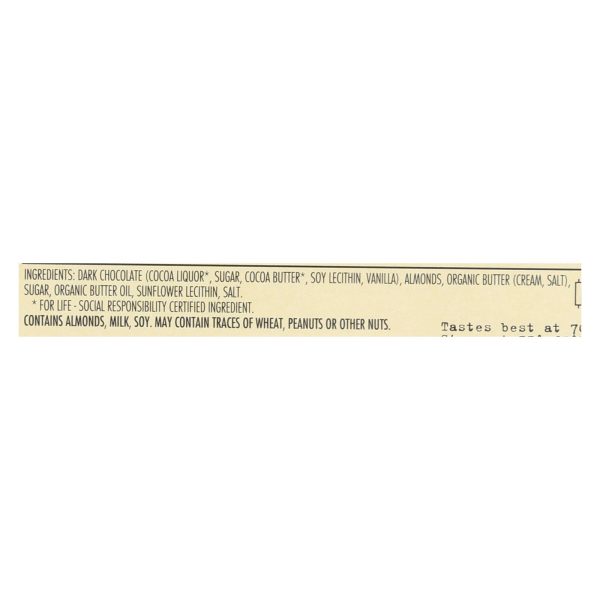 INGREDIENTS: DARK CHOCOLATE (COCOA LIQUOR*, SUGAR, COCOA BUTTER*, SOY LECITHIN, VANILLA), ALMONDS, ORGANIC BUTTER (CREAM, SALT),
SUGAR, ORGANIC BUTTER OIL, SUNFLOWER LECITHIN, SALT.
* FOR LIFE - SOCIAL RESPONSIBILITY CERTIFIED INGREDIENT.
CONTAINS ALMONDS, MILK, SOY. MAY CONTAIN TRACES OF WHEAT, PEANUTS OR OTHER NUTS.
Tastes best at